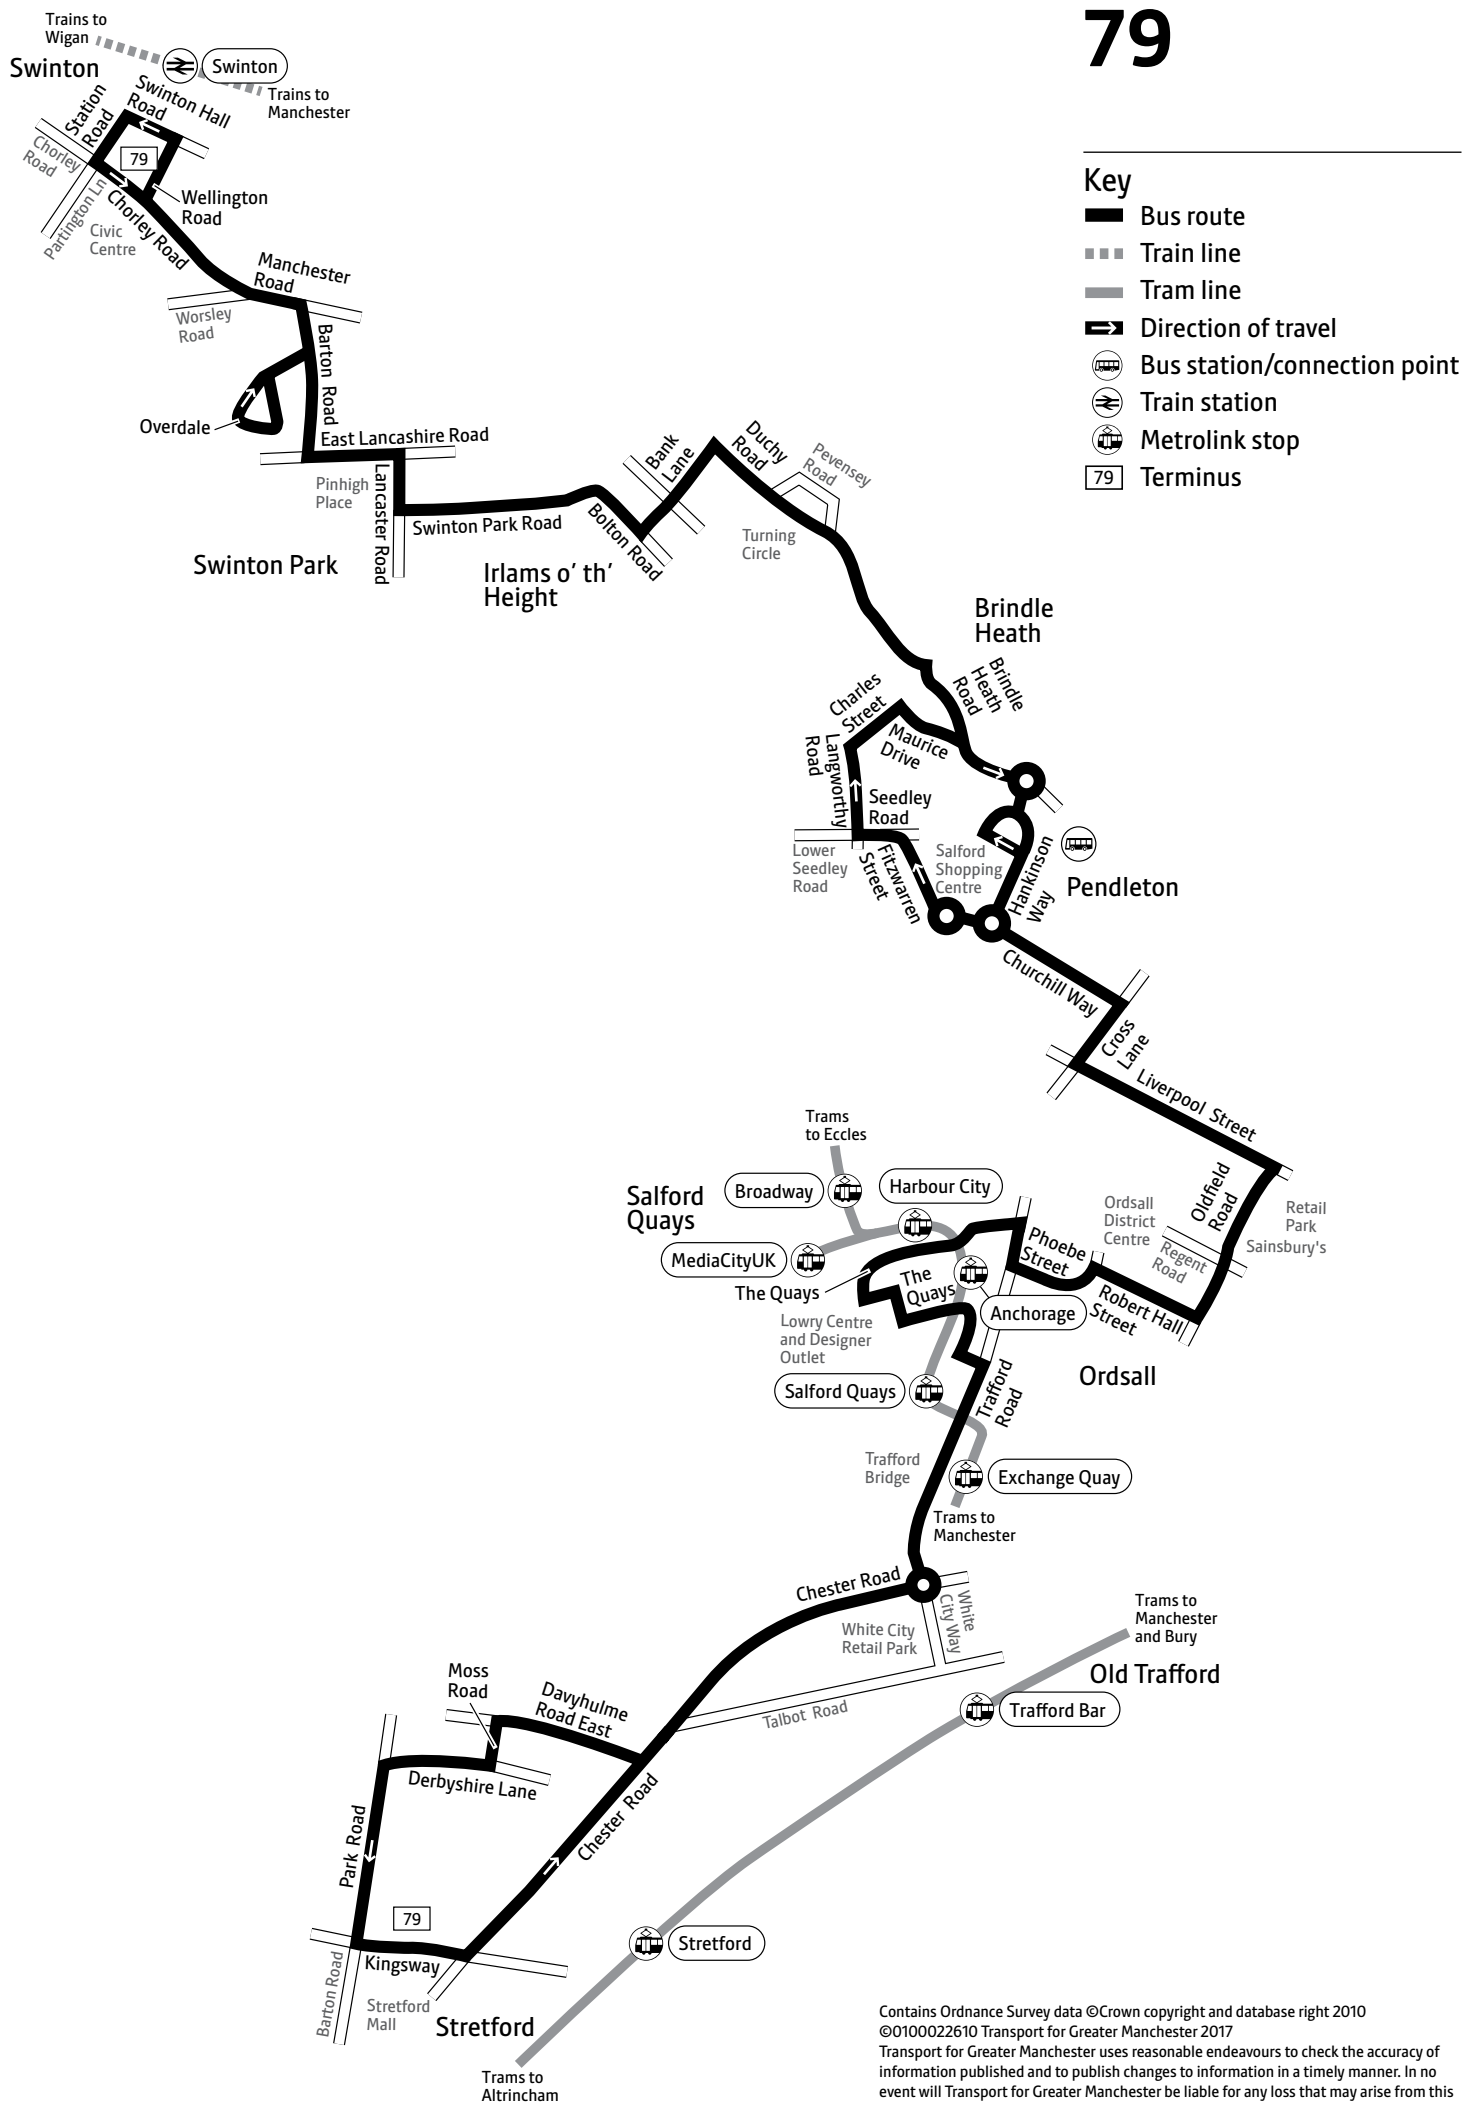 79
Trains to
Wigan
Swinton
Swinton
Trains to
Manchester
Swinton Hall
Road
Station
Road
Chorley
Road
79
Partington Ln
Wellington
Road
Chorley Road
Civic
Centre
Key
Bus route
Train line
Tram line
Direction of travel
Bus station/connection point
Train station
Metrolink stop
79
Terminus
Manchester
Road
Worsley
Road
Barton Road
Overdale
East Lancashire Road
Pinhigh
Place
Lancaster Road
Swinton Park Road
Swinton Park
Irlams o' th'
Height
Bolton Road
Bank
Lane
Duchy
Road
Pevensey
Road
Turning
Circle
Brindle
Heath
Brindle
Heath
Road
Charles
Street
Maurice
Drive
Langworthy
Road
Seedley
Road
Lower
Seedley
Road
Fitzwarren
Street
Salford
Shopping
Centre
Hankinson
Way
Pendleton
Churchill Way
Cross
Lane
Liverpool Street
Trams
to Eccles
Broadway
Harbour City
Salford
Quays
MediaCityUK
The Quays
The
Quays
Lowry Centre
and Designer
Outlet
Anchorage
Phoebe
Street
Ordsall
District
Centre
Regent
Road
Oldfield
Road
Retail
Park
Sainsbury's
Robert Hall
Street
Ordsall
Salford Quays
Trafford
Road
Trafford
Bridge
Exchange Quay
Trams to
Manchester
Chester Road
White
City Way
White City
Retail Park
Trams to
Manchester
and Bury
Old Trafford
Trafford Bar
Talbot Road
Moss
Road
Davyhulme
Road East
Derbyshire Lane
Park Road
Chester Road
79
Kingsway
Barton Road
Stretford
Mall
Stretford
Stretford
Trams to
Altrincham
Contains Ordnance Survey data ©Crown copyright and database right 2010
©0100022610 Transport for Greater Manchester 2017
Transport for Greater Manchester uses reasonable endeavours to check the accuracy of
information published and to publish changes to information in a timely manner. In no
event will Transport for Greater Manchester be liable for any loss that may arise from this